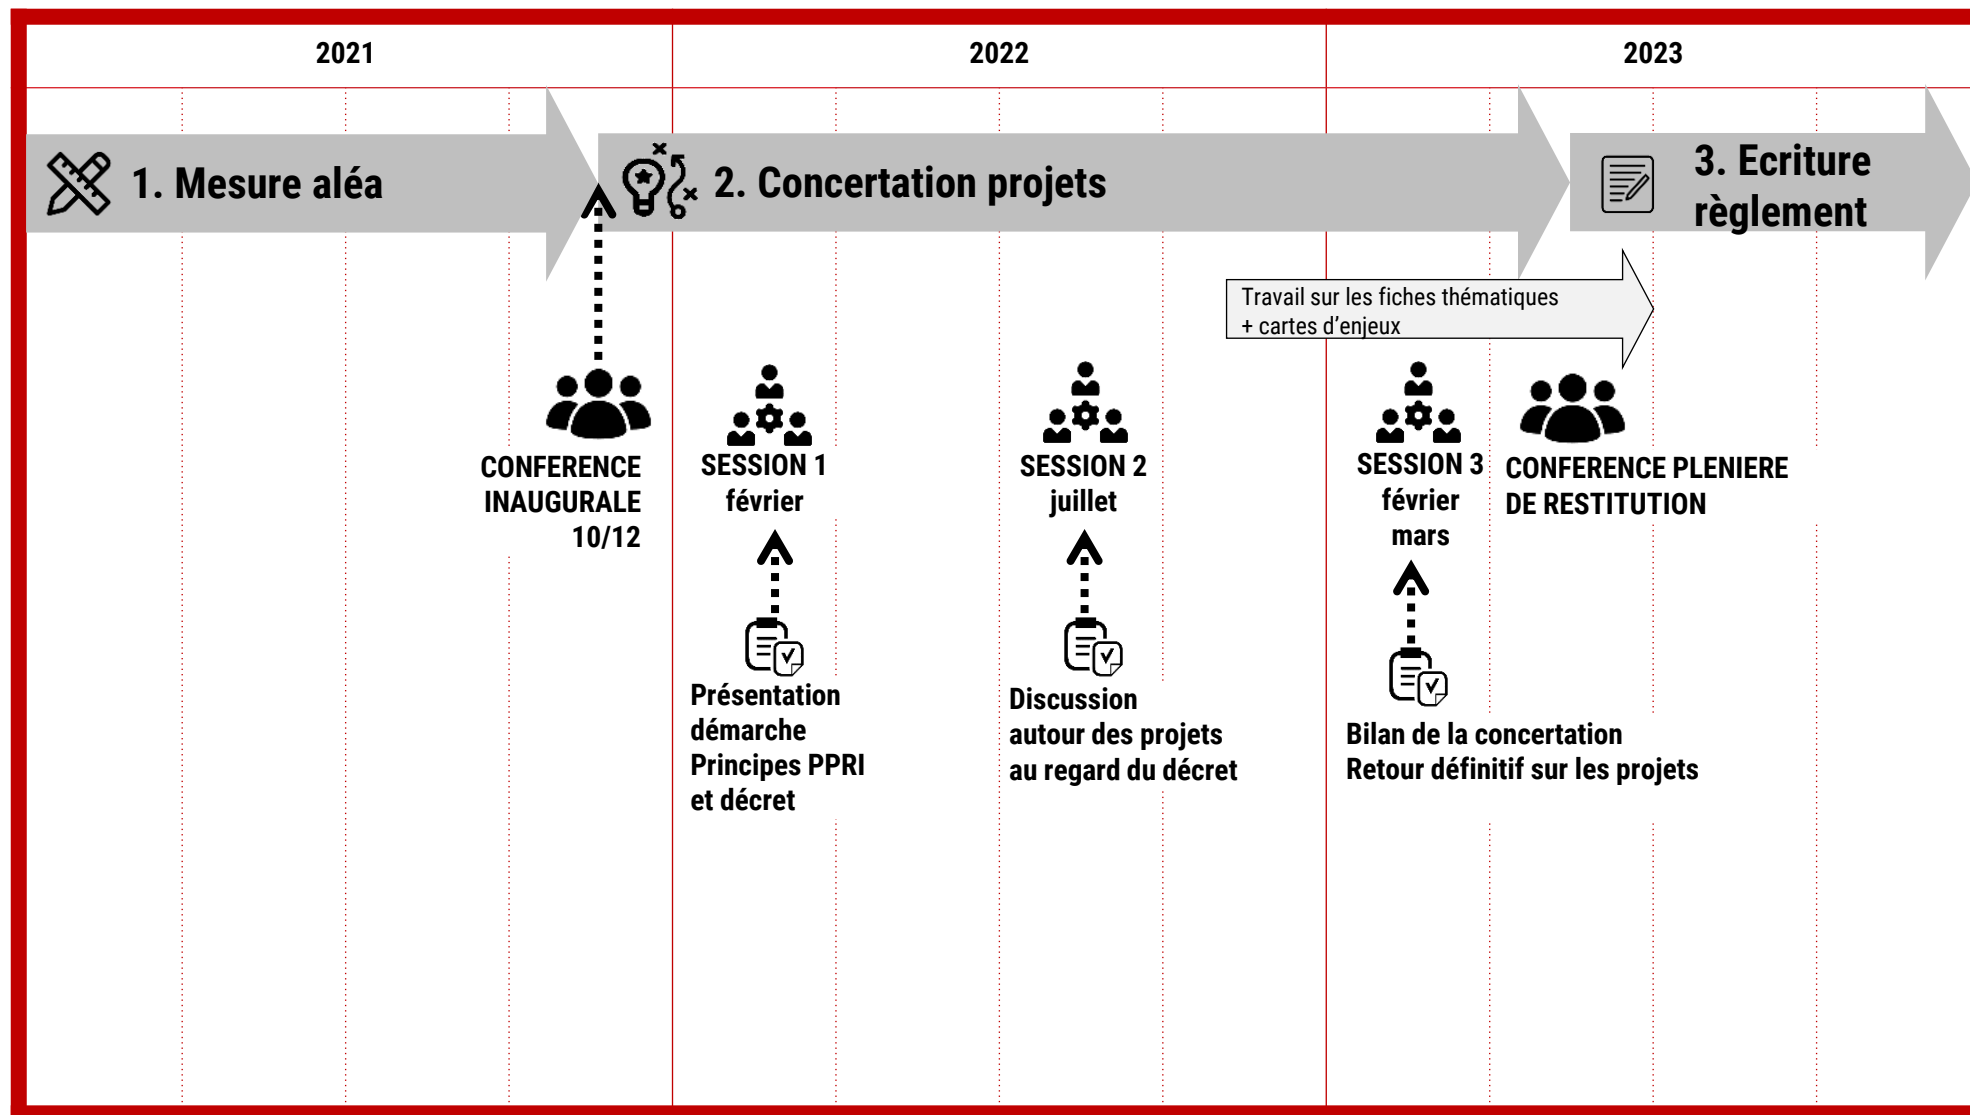 2021
2022
2023
1. Mesure aléa
2. Concertation projets
3. Ecriture
règlement
Travail sur les fiches thématiques
+ cartes d’enjeux
CONFERENCE
INAUGURALE
10/12
SESSION 1
février
SESSION 2
juillet
SESSION 3
février
mars
CONFERENCE PLENIERE
DE RESTITUTION
Présentation
démarche
Principes PPRI
et décret
Discussion
autour des projets
au regard du décret
Bilan de la concertation
Retour définitif sur les projets